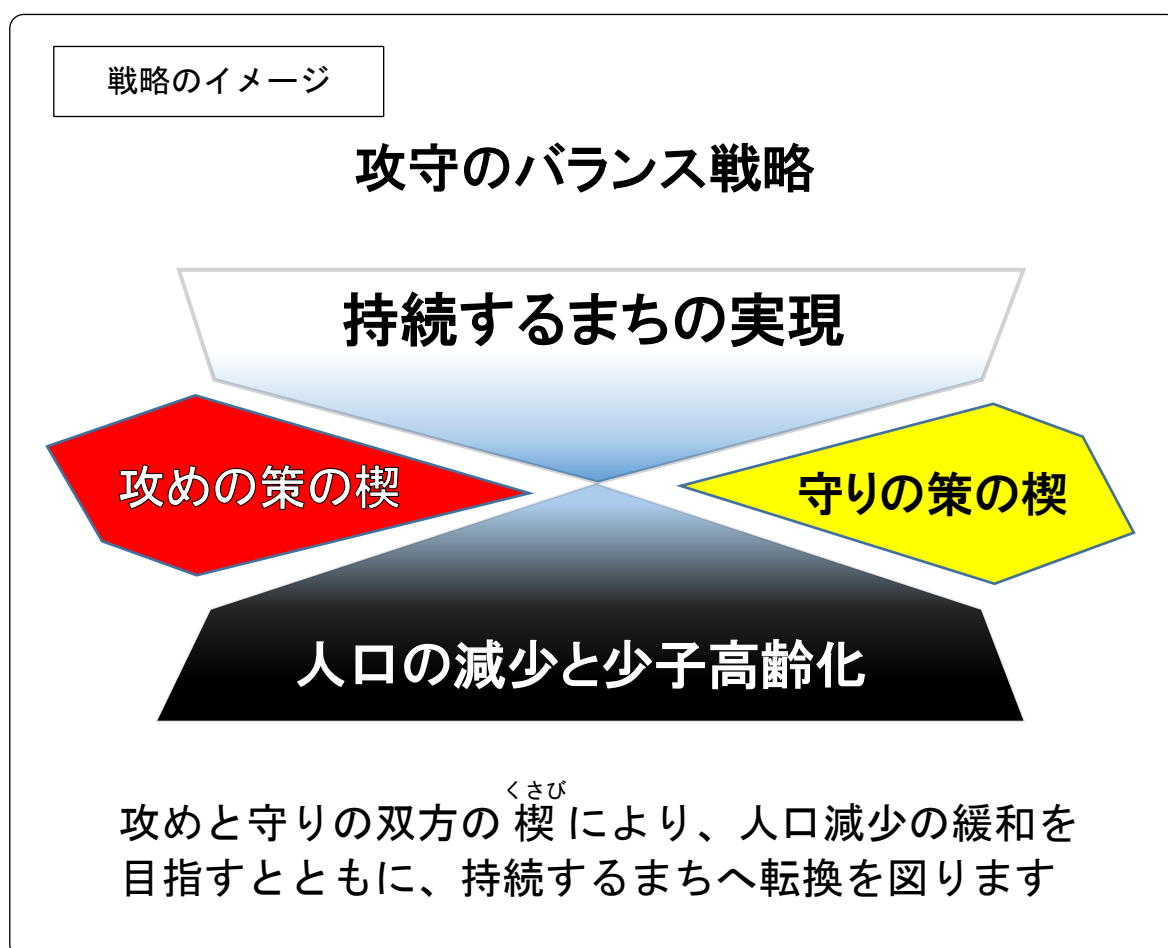 戦略のイメージ
攻守のバランス戦略
持続するまちの実現
攻めの策の楔
守りの策の楔
人口の減少と少子高齢化
くさび
攻めと守りの双方の楔により、人口減少の緩和を
目指すとともに、持続するまちへ転換を図ります